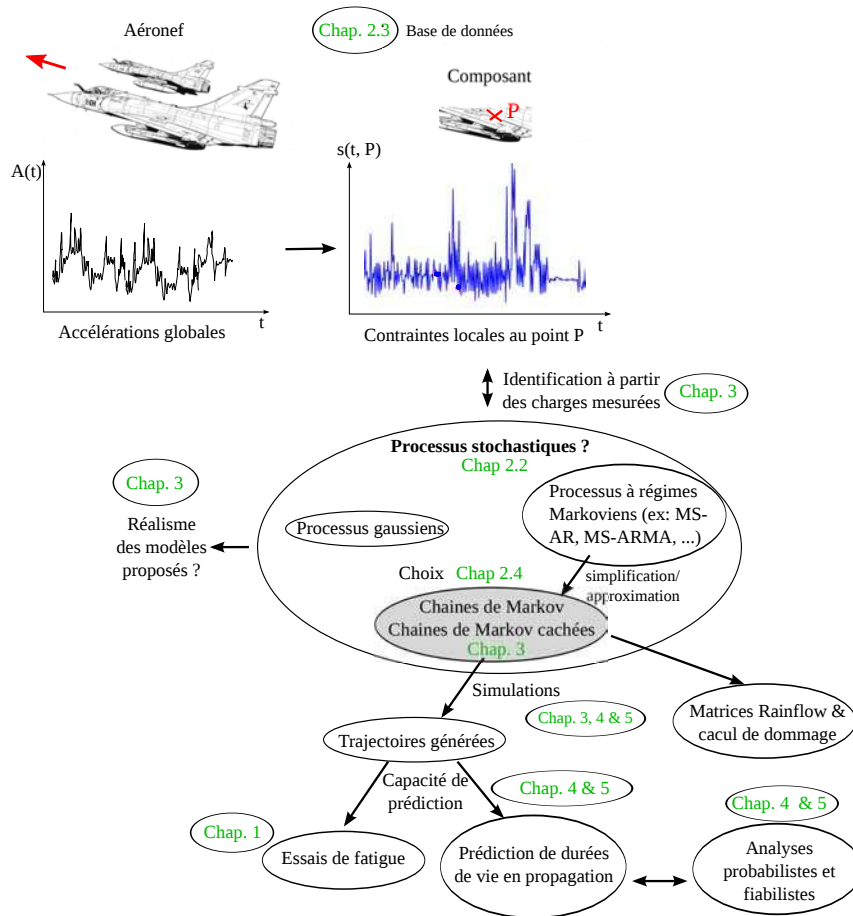 Aéronef
Chap. 2.3
Base de données
Composant
P
A(t)
s(t, P)
t
t
Accélérations globales
Contraintes locales au point P
Identification à partir
des charges mesurées
Chap. 3
Processus stochastiques ?
Chap 2.2
Chap. 3
Réalisme
des modèles
proposés ?
Processus gaussiens
Processus à régimes
Markoviens (ex: MS-
AR, MS-ARMA, ...)
Choix
Chap 2.4
simplification/
approximation
Chaines de Markov
Chaines de Markov cachées
Chap. 3
Simulations
Chap. 3, 4 & 5
Matrices Rainflow &
cacul de dommage
Trajectoires générées
Capacité de
prédiction
Chap. 4 & 5
Chap. 4 & 5
Chap. 1
Essais de fatigue
Prédiction de durées
de vie en propagation
Analyses
probabilistes et
fiabilistes